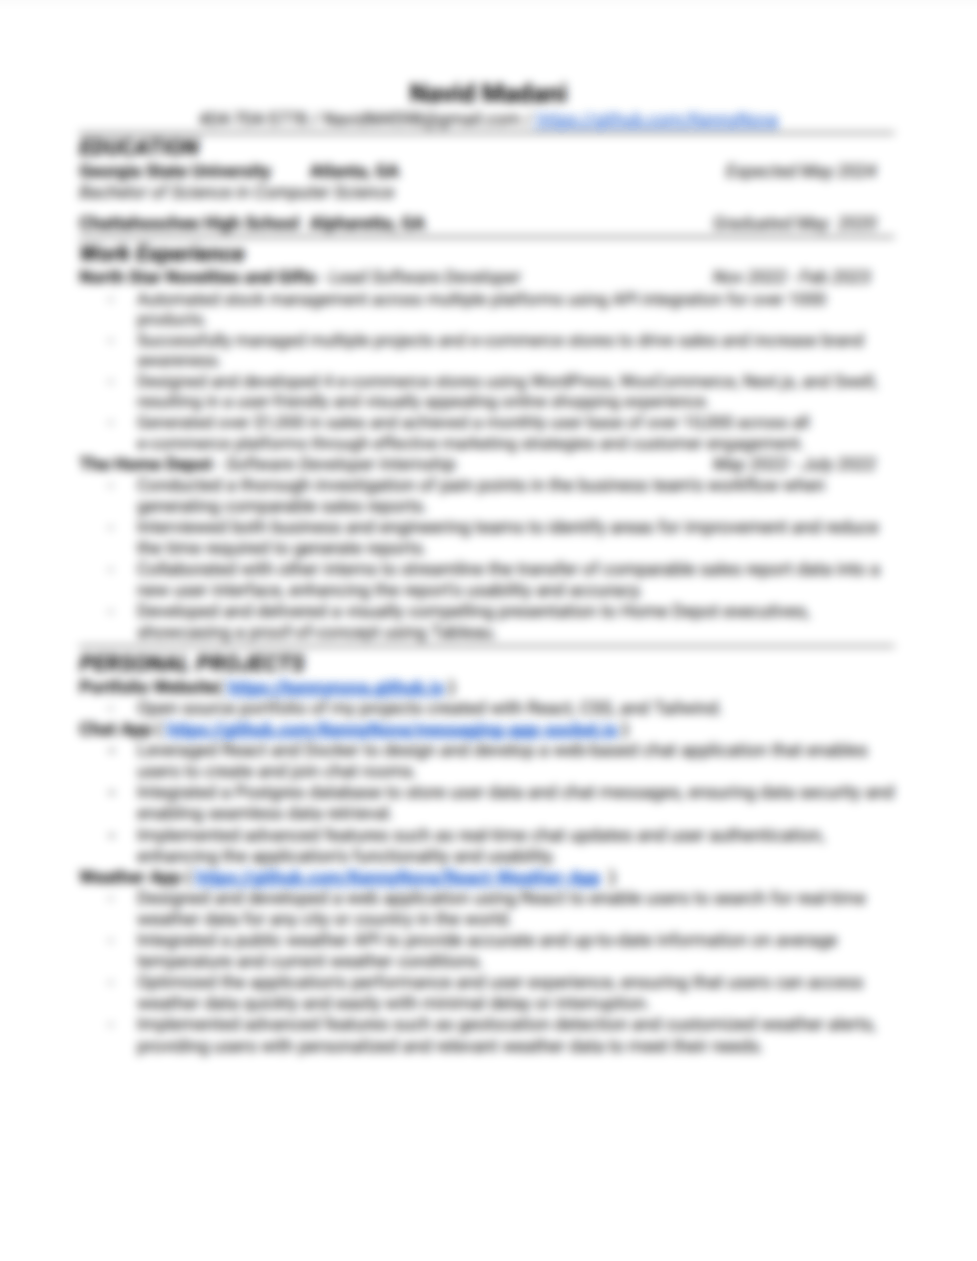 Navid Madani
EDUCATION
Georgia State University Atlanta, GA Expected May 2024
Bachelor of Science in Computer Science
Chattahoochee High School Alpharetta, GA Graduated May
Work Experience
North Star Novelties and Gifts - Lead Software Developer Nov 2022 - Feb 2023
- Automated stock management across multiple platforms using API integration for over 1000
products.
- Successfully managed multiple projects and e-commerce stores to drive sales and increase brand
awareness.
- Designed and developed 4 e-commerce stores using WordPress, WooCommerce, Next.js, and
resulting in a user-friendly and visually appealing online shopping experience.
- Generated over in sales and achieved a monthly user base of over 10,000 across all
e-commerce platforms through effective marketing strategies and customer engagement.
The Home Depot - Software Developer Internship May 2022 - July 2022
- Conducted a thorough investigation of pain points in the business team's workflow when
generating comparable sales reports.
- Interviewed both business and engineering teams to identify areas for improvement and reduce
the time required to generate reports.
- Collaborated with other interns to streamline the transfer of comparable sales report data into a
new user interface, enhancing the report's usability and accuracy.
- Developed and delivered a visually compelling presentation to Home Depot executives,
showcasing a proof-of-concept using Tableau.
PERSONAL PROJECTS
Portfolio Website
- Open source portfolio of my projects created with React, CSS, and Tailwind.
Chat App
- Leveraged React and Docker to design and develop a web-based chat application that enables
users to create and join chat rooms.
- Integrated a Postgres database to store user data and chat messages, ensuring data security and
enabling seamless data retrieval.
- Implemented advanced features such as real-time chat updates and user authentication,
enhancing the application's functionality and usability.
Weather App
- Designed and developed a web application using React to enable users to search for real-time
weather data for any city or country in the world.
- Integrated a public weather API to provide accurate and up-to-date information on average
temperature and current weather conditions.
- Optimized the application's performance and user experience, ensuring that users can access
weather data quickly and easily with minimal delay or interruption.
- Implemented advanced features such as geolocation detection and customized weather alerts,
providing users with personalized and relevant weather data to meet their needs.